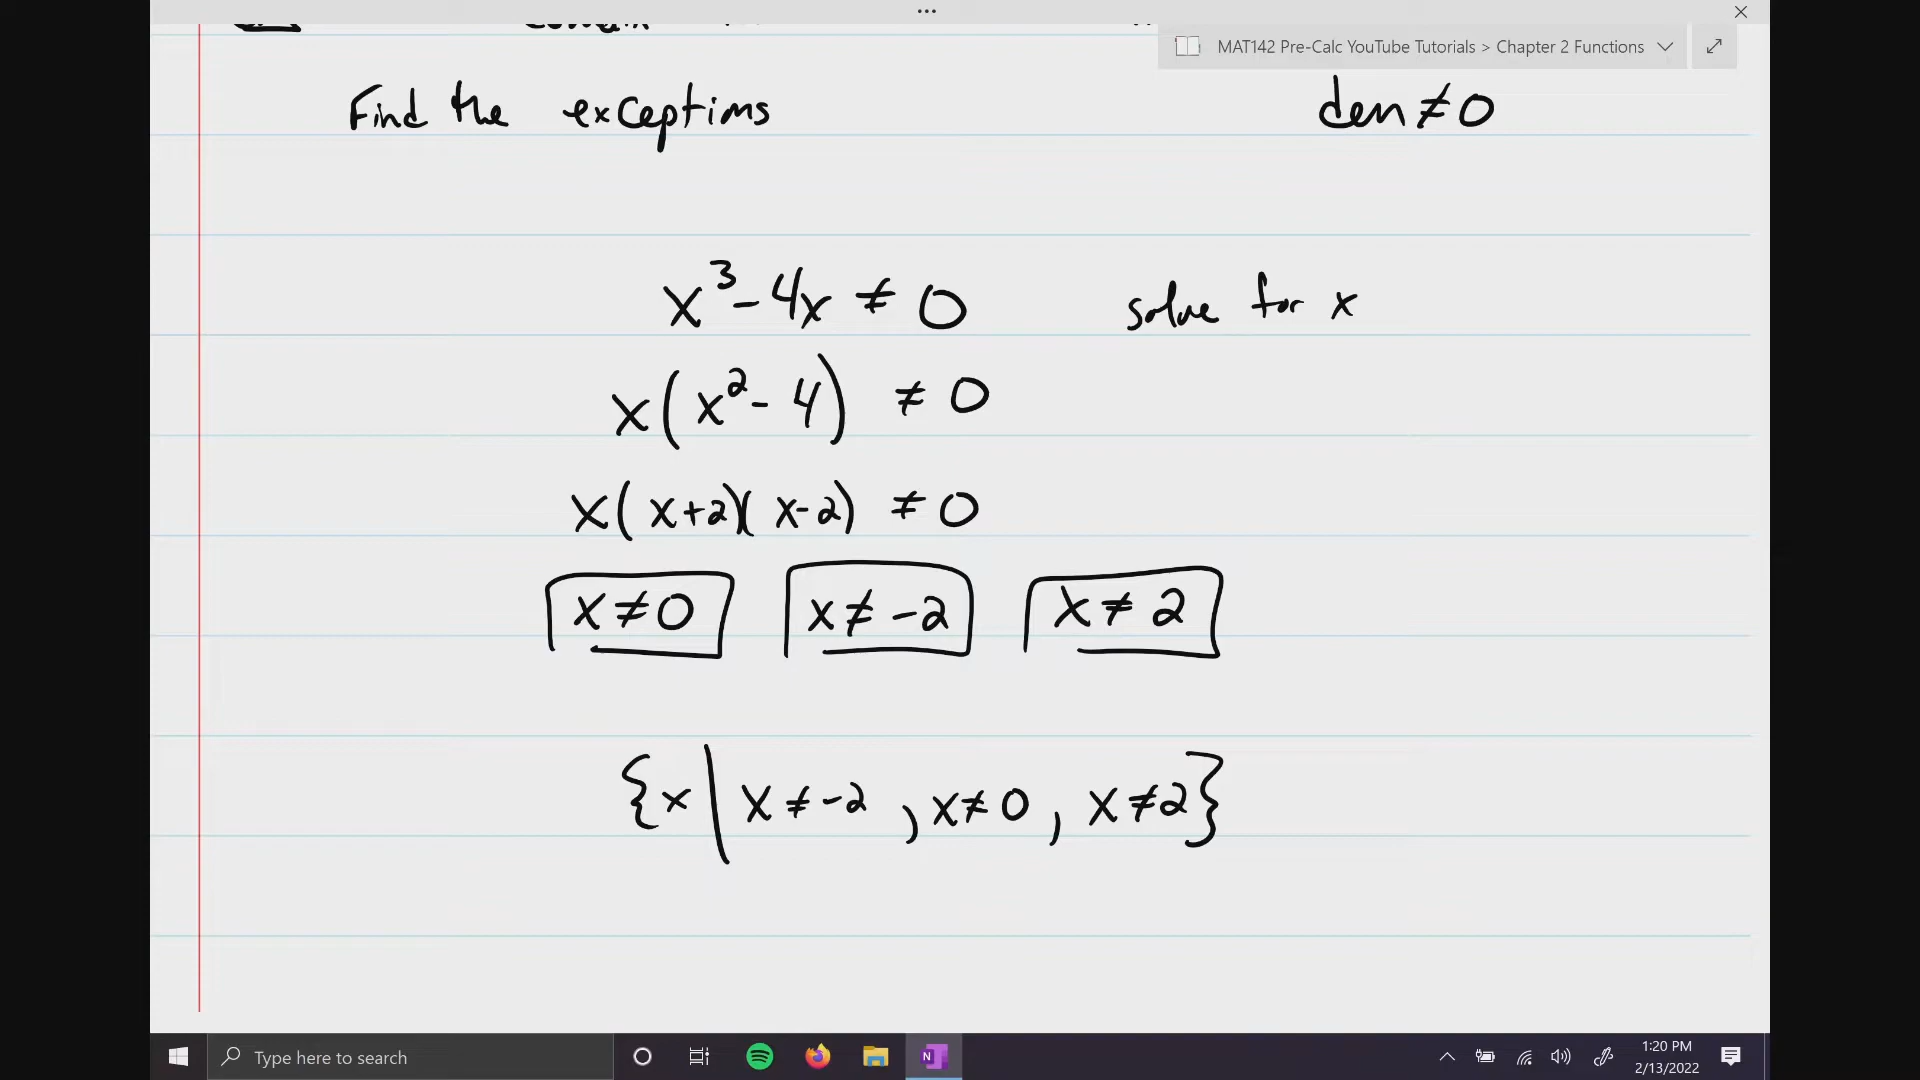 MAT142 Pre-Calc YouTube Tutorials > Chapter 2 Functions
Find the exceptions
den ≠ 0
x³ - 4x ≠ 0 solve for x
x(x² - 4) ≠ 0
x(x+2)(x-2) ≠ 0
x ≠ 0 x ≠ -2 x ≠ 2
{x | x ≠ -2, x ≠ 0, x ≠ 2}
Type here to search
N
1:20 PM
2/13/2022